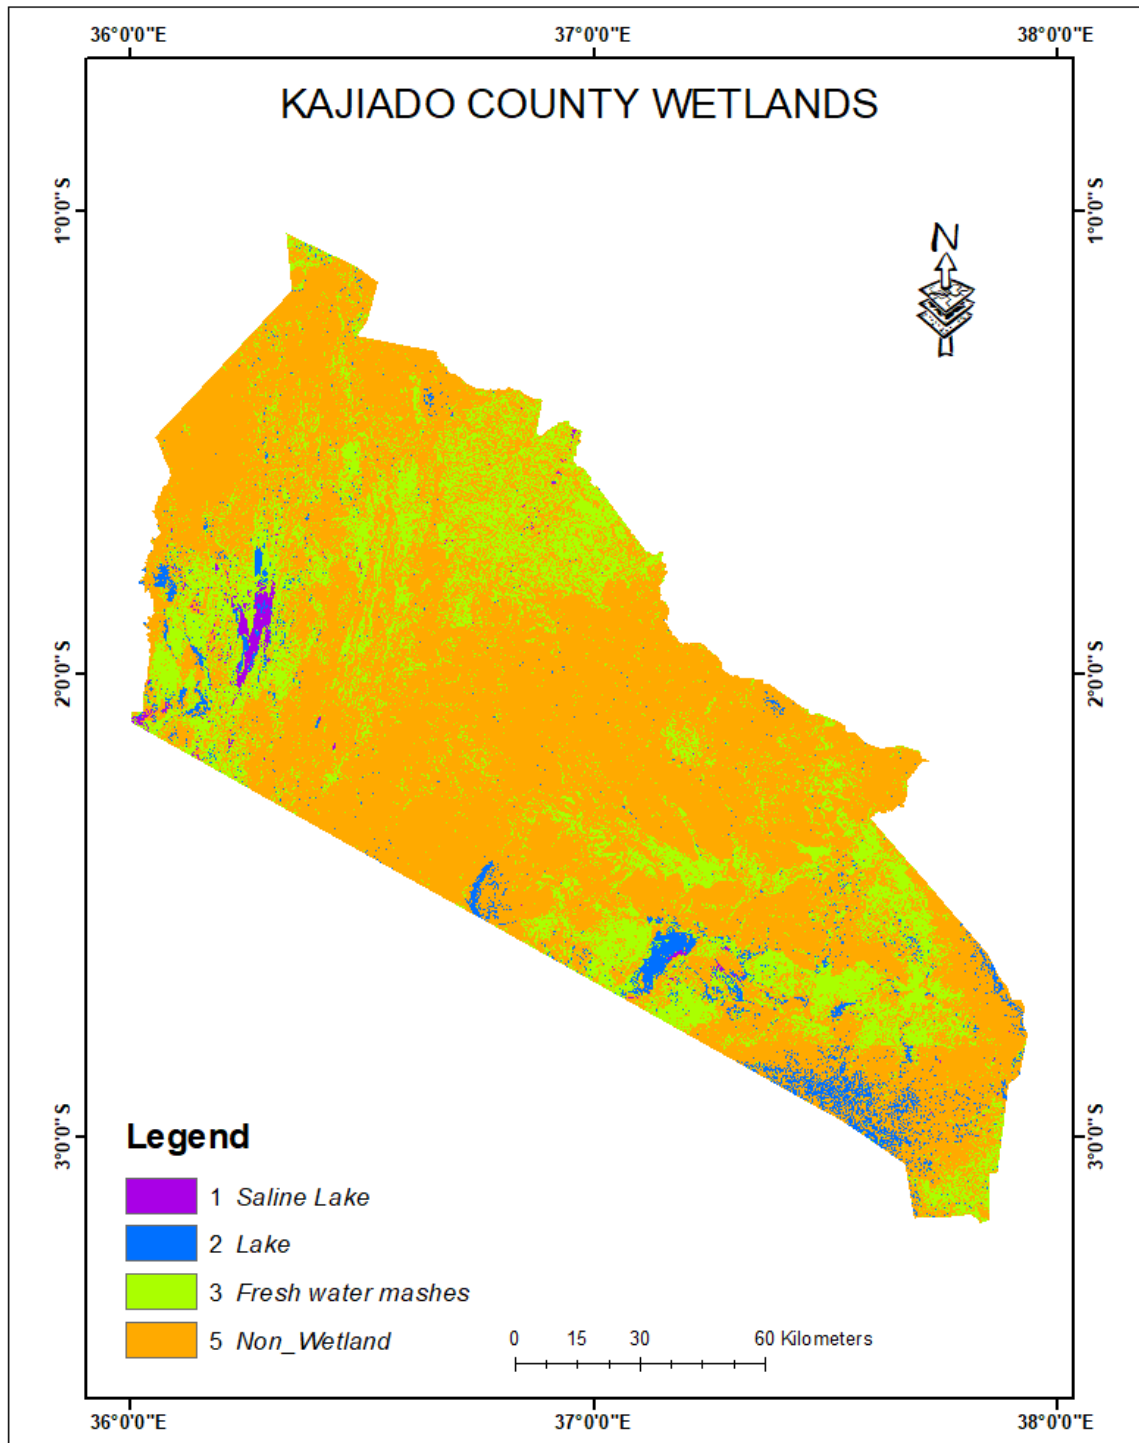 36°0'0"E 37°0'0"E 38°0'0"E
KAJIADO COUNTY WETLANDS
1°0'0"S 1°0'0"S
N
2°0'0"S 2°0'0"S
3°0'0"S 3°0'0"S
Legend
1 Saline Lake
2 Lake
3 Fresh water mashes
5 Non_Wetland
0 15 30 60 Kilometers
36°0'0"E 37°0'0"E 38°0'0"E